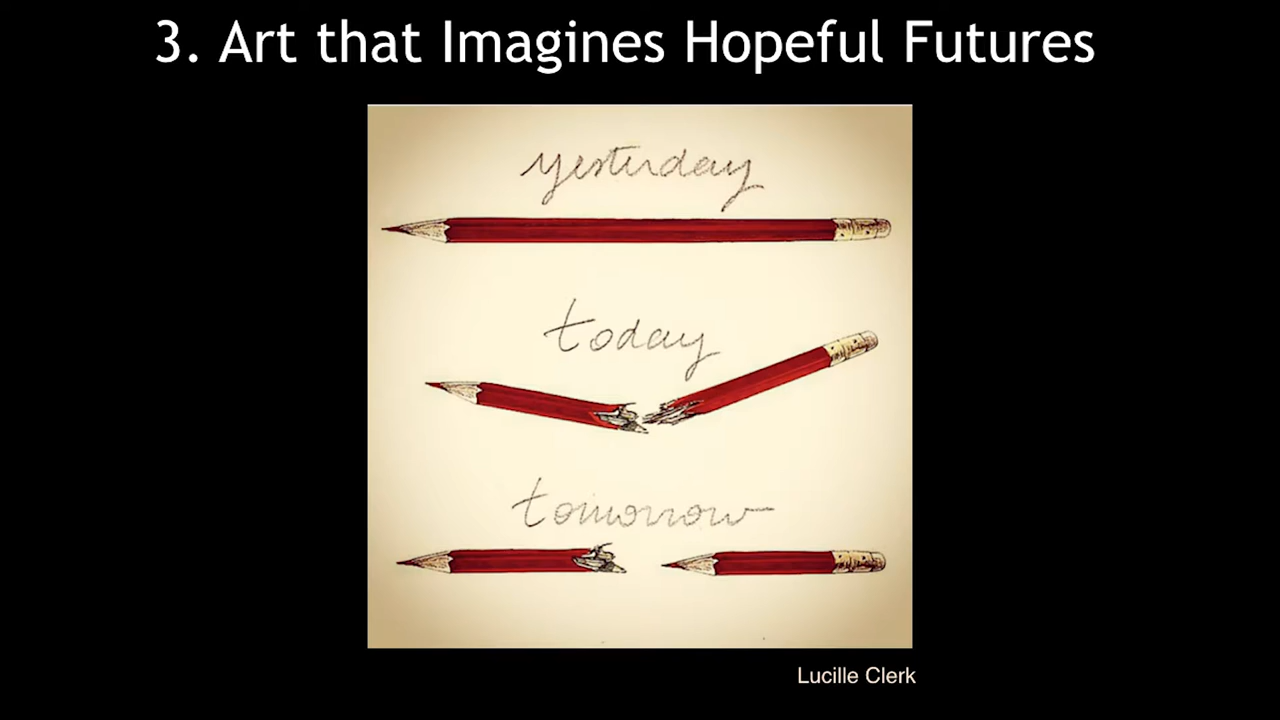 3. Art that Imagines Hopeful Futures
yesterday
today
tomorrow
Lucille Clerk